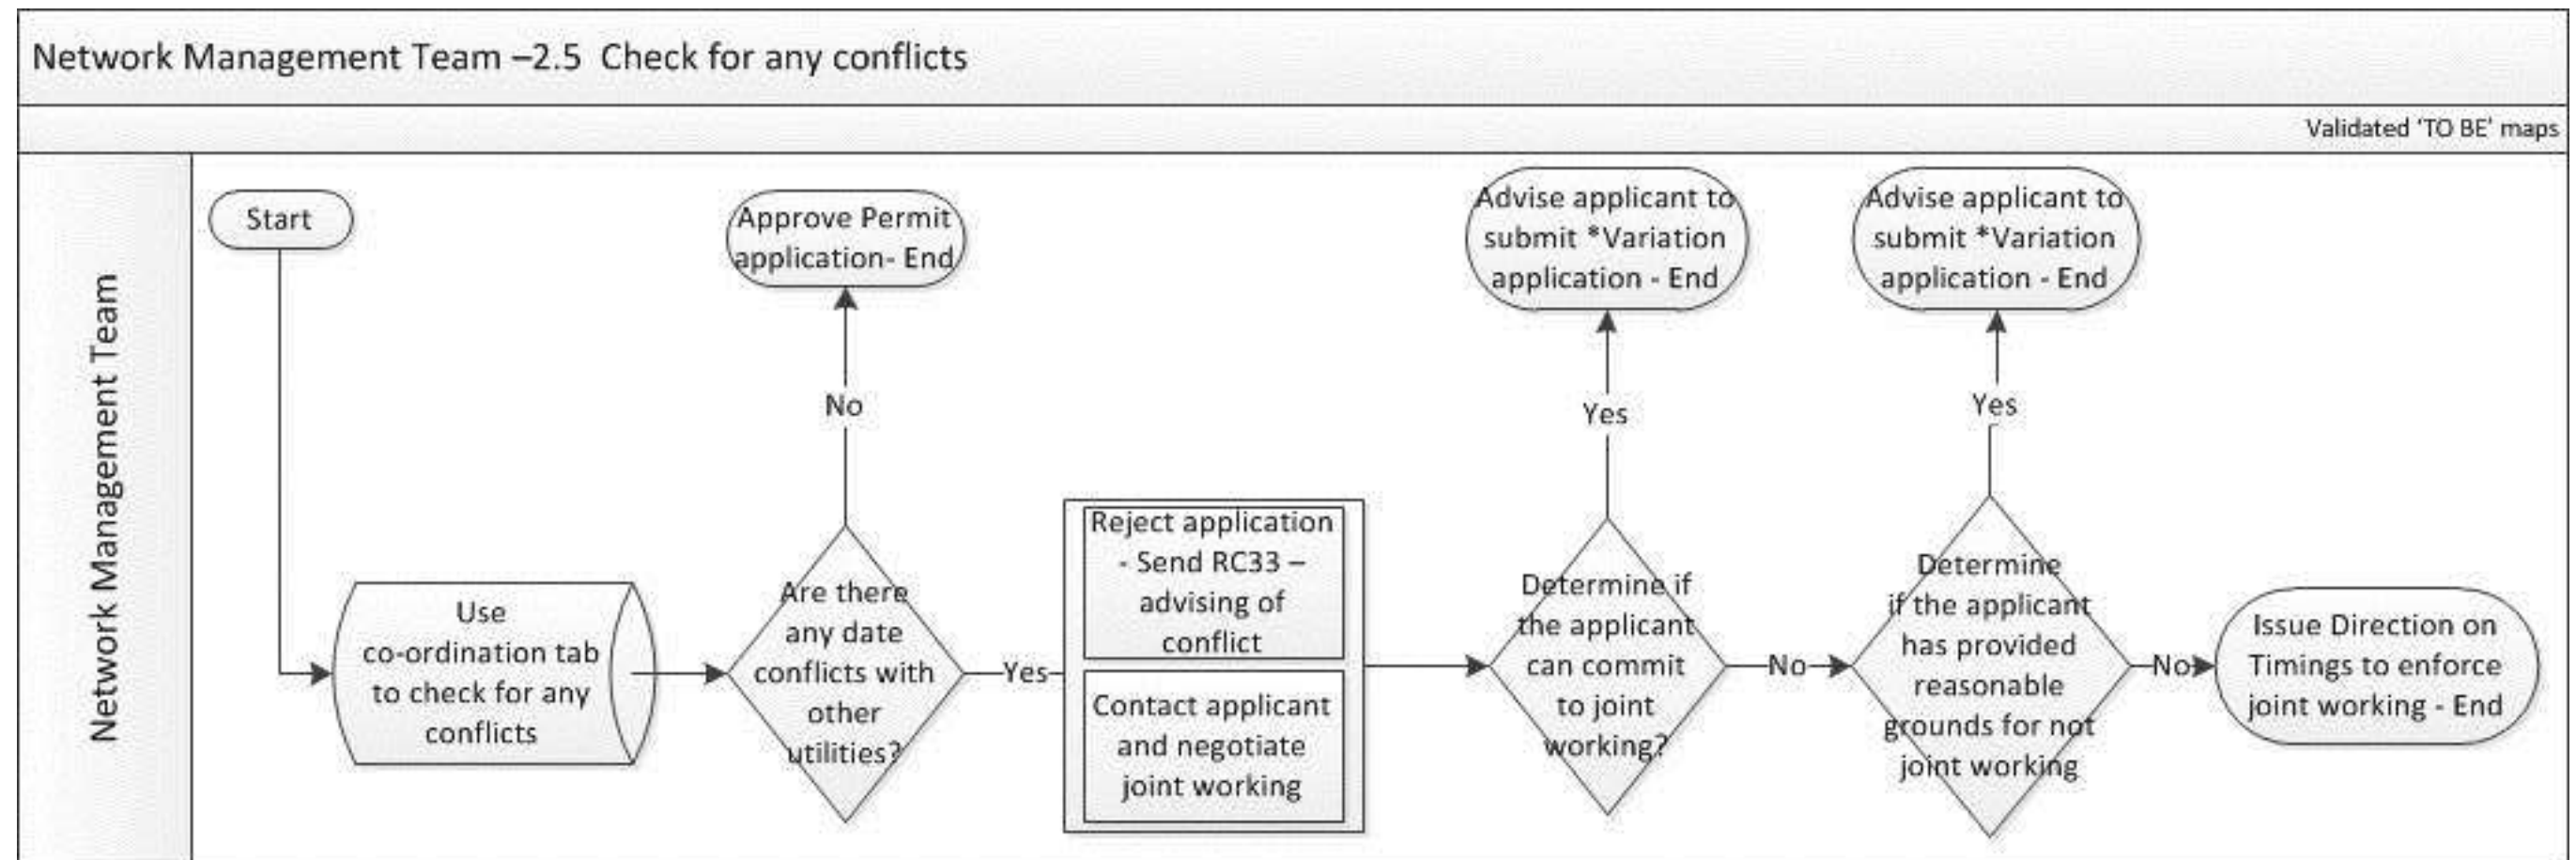 Network Management Team –2.5 Check for any conflicts
Validated ‘TO BE’ maps
Network Management Team
Start
Use
co-ordination tab
to check for any
conflicts
Approve Permit
application- End
No
Are there
any date
conflicts with
other
utilities?
Yes
Reject application
- Send RC33 –
advising of
conflict
Contact applicant
and negotiate
joint working
Advise applicant to
submit *Variation
application - End
Yes
Determine if
the applicant
can commit
to joint
working?
No
Advise applicant to
submit *Variation
application - End
Yes
Determine
if the applicant
has provided
reasonable
grounds for not
joint working
No
Issue Direction on
Timings to enforce
joint working - End